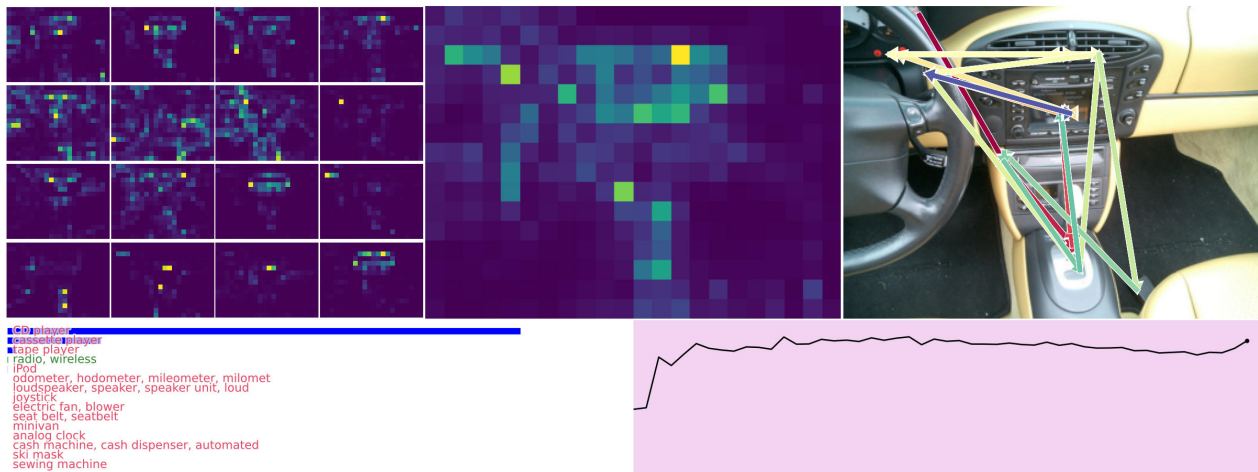 CD player
cassette player
tape player
radio, wireless
iPod
odometer, hodometer, mileometer, milomet
loudspeaker, speaker, speaker unit, loud
joystick
electric fan, blower
seat belt, seatbelt
minivan
analog clock
cash machine, cash dispenser, automated
ski mask
sewing machine